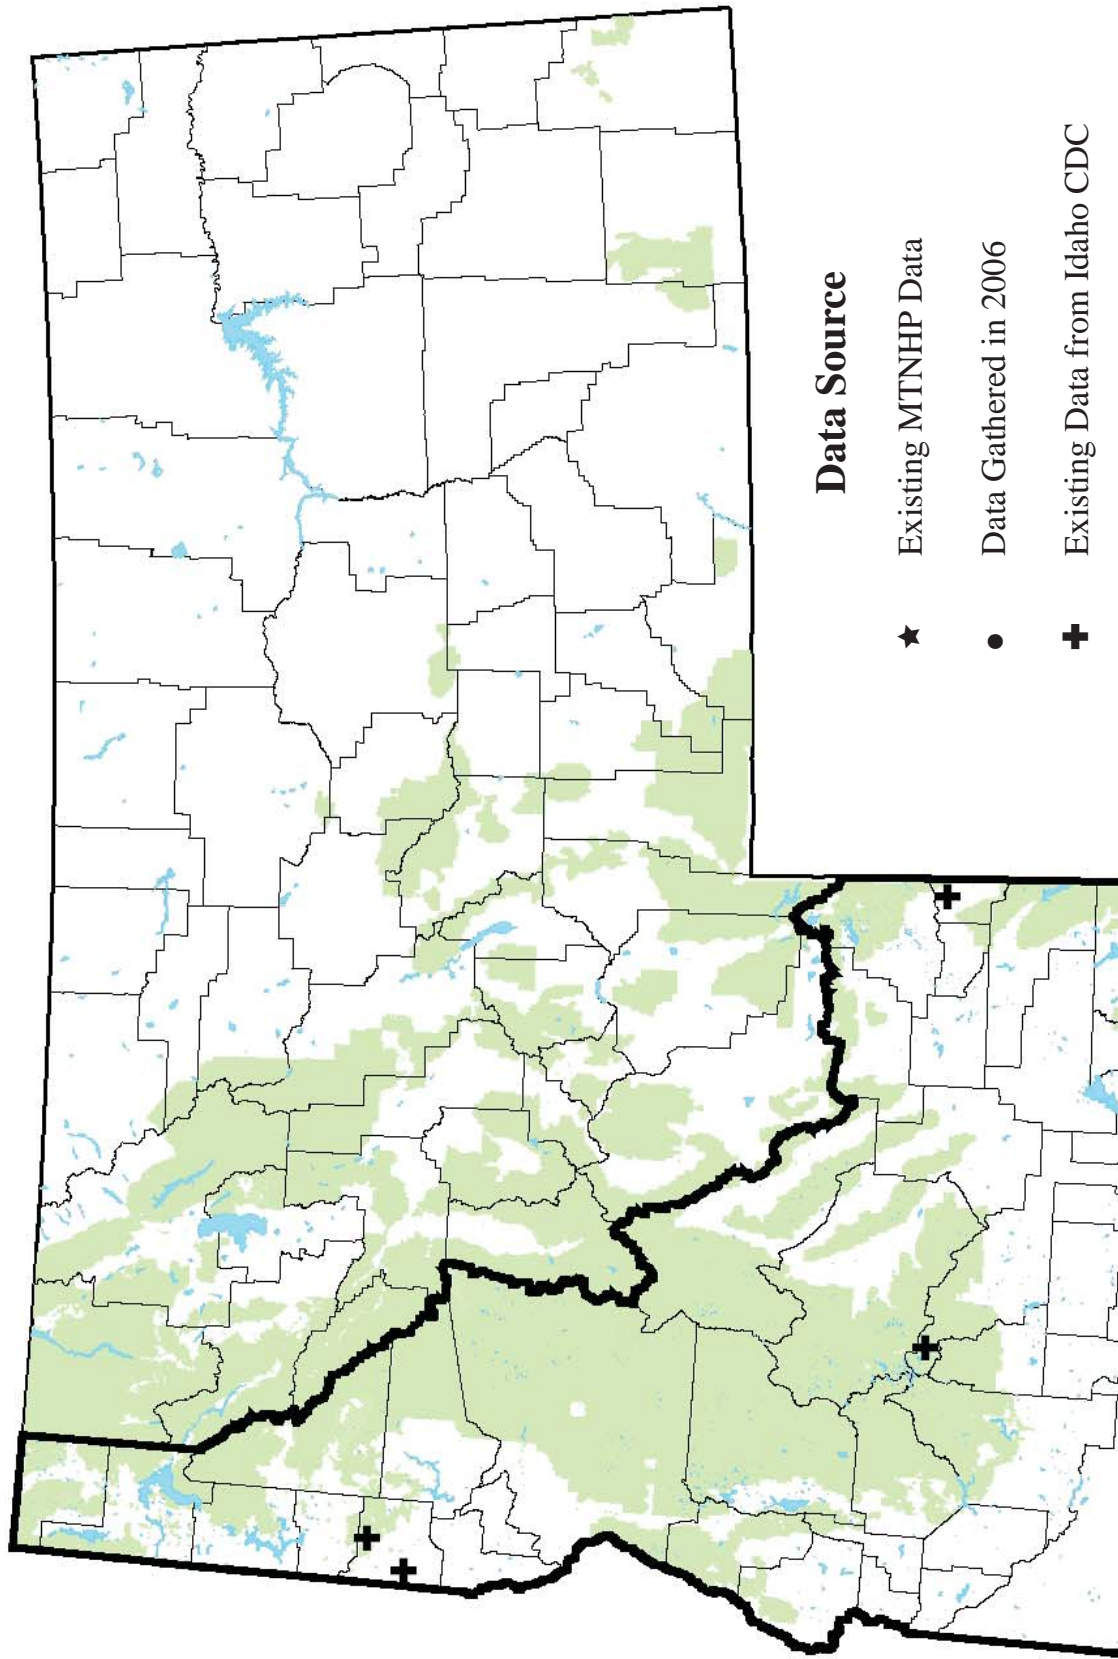 Data Source
Existing MTNHP Data
Data Gathered in 2006
Existing Data from Idaho CDC